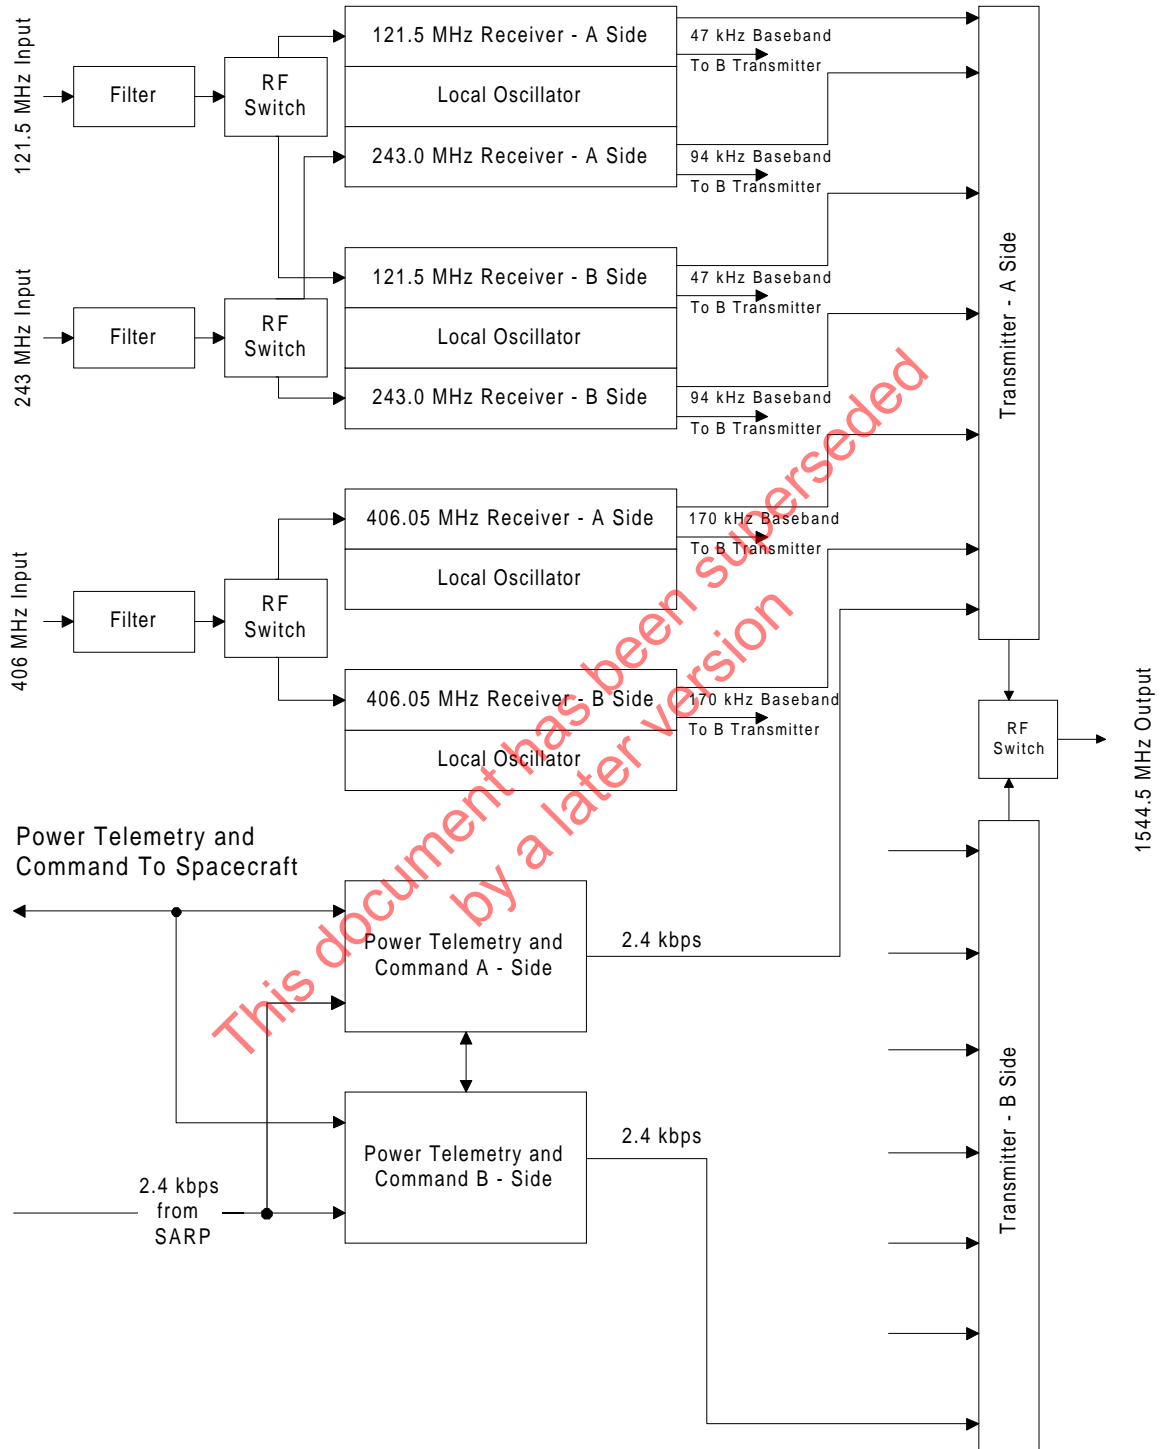 121.5 MHz Input
Filter
RF
Switch
121.5 MHz Receiver - A Side
Local Oscillator
243.0 MHz Receiver - A Side
47 kHz Baseband
To B Transmitter
94 kHz Baseband
To B Transmitter
243 MHz Input
Filter
RF
Switch
121.5 MHz Receiver - B Side
Local Oscillator
243.0 MHz Receiver - B Side
47 kHz Baseband
To B Transmitter
94 kHz Baseband
To B Transmitter
Transmitter - A Side
406 MHz Input
Filter
RF
Switch
406.05 MHz Receiver - A Side
Local Oscillator
170 kHz Baseband
To B Transmitter
406.05 MHz Receiver - B Side
Local Oscillator
170 kHz Baseband
To B Transmitter
RF
Switch
1544.5 MHz Output
Power Telemetry and
Command To Spacecraft
Power Telemetry and
Command A - Side
2.4 kbps
Power Telemetry and
Command B - Side
2.4 kbps
2.4 kbps
from
SARP
Transmitter - B Side
This document has been superseded
by a later version